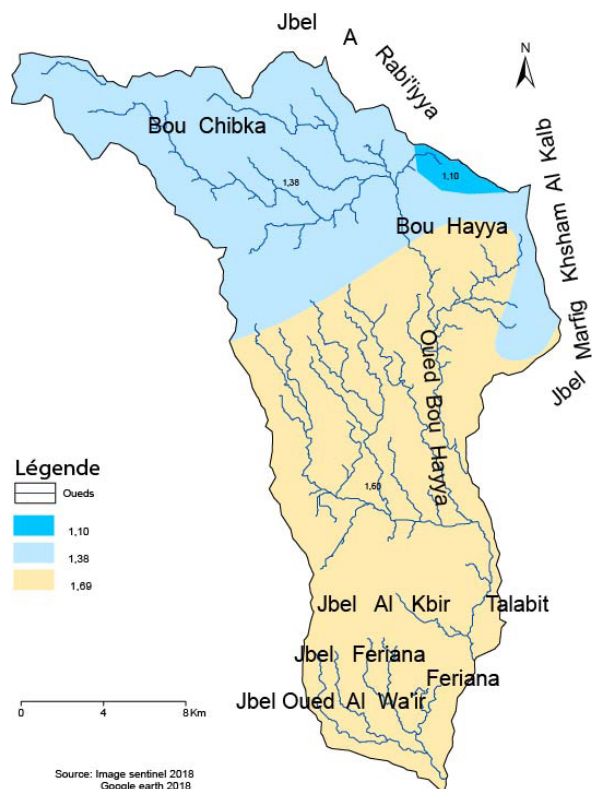 Jbel A Rabi'iyya
N
Bou Chibka
1,38
1,10
Bou Hayya
Jbel Marfig Khsham Al Kalb
Oued Bou Hayya
1,60
Légende
Oueds
1,10
1,38
1,69
Jbel Al Kbir
Talabit
Jbel Feriana
Feriana
Jbel Oued Al Wa'ir
0 8 Km
Source: Image sentinel 2018
Google earth 2018